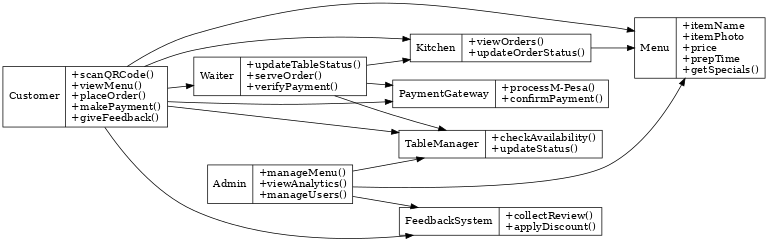 Customer
+scanQRCode()
+viewMenu()
+placeOrder()
+makePayment()
+giveFeedback()
Waiter
+updateTableStatus()
+serveOrder()
+verifyPayment()
Admin
+manageMenu()
+viewAnalytics()
+manageUsers()
Kitchen
+viewOrders()
+updateOrderStatus()
PaymentGateway
+processM-Pesa()
+confirmPayment()
TableManager
+checkAvailability()
+updateStatus()
FeedbackSystem
+collectReview()
+applyDiscount()
Menu
+itemName
+itemPhoto
+price
+prepTime
+getSpecials()